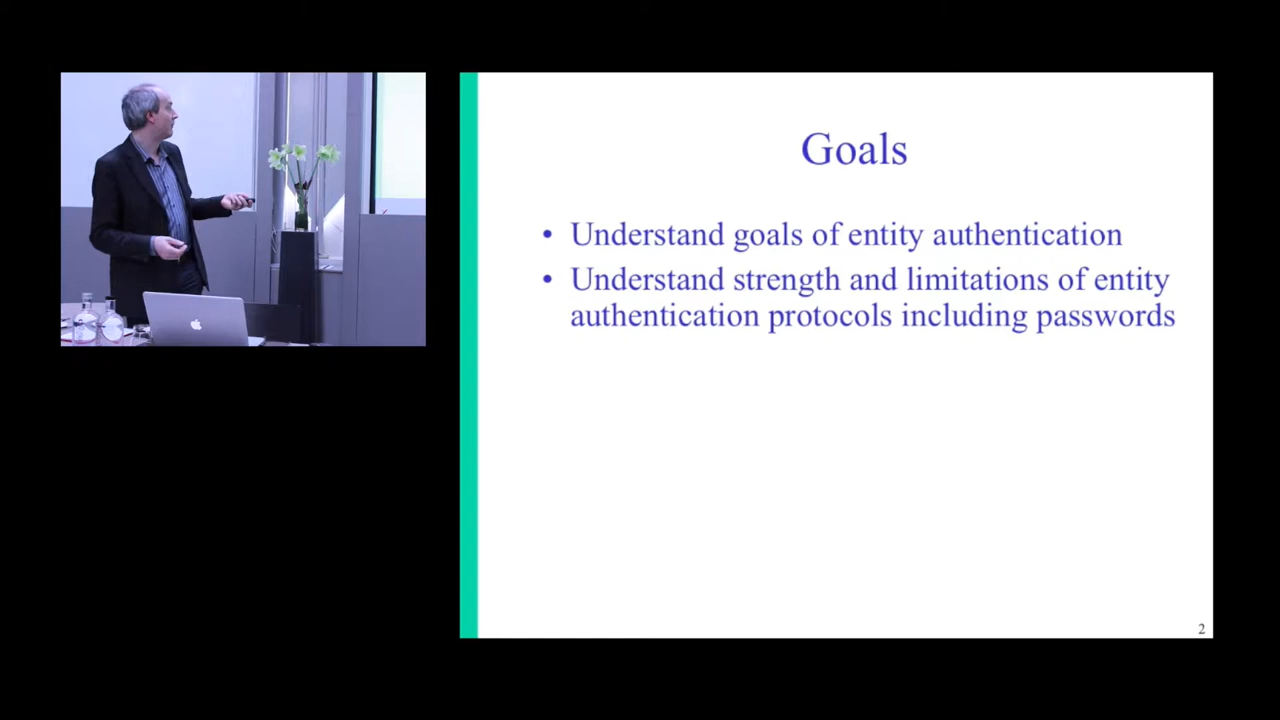 Goals
• Understand goals of entity authentication
• Understand strength and limitations of entity
authentication protocols including passwords
2